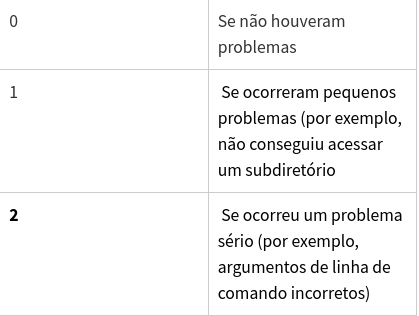 0
Se não houveram
problemas
1
Se ocorreram pequenos
problemas (por exemplo,
não conseguiu acessar
um subdiretório
2
Se ocorreu um problema
sério (por exemplo,
argumentos de linha de
comando incorretos)